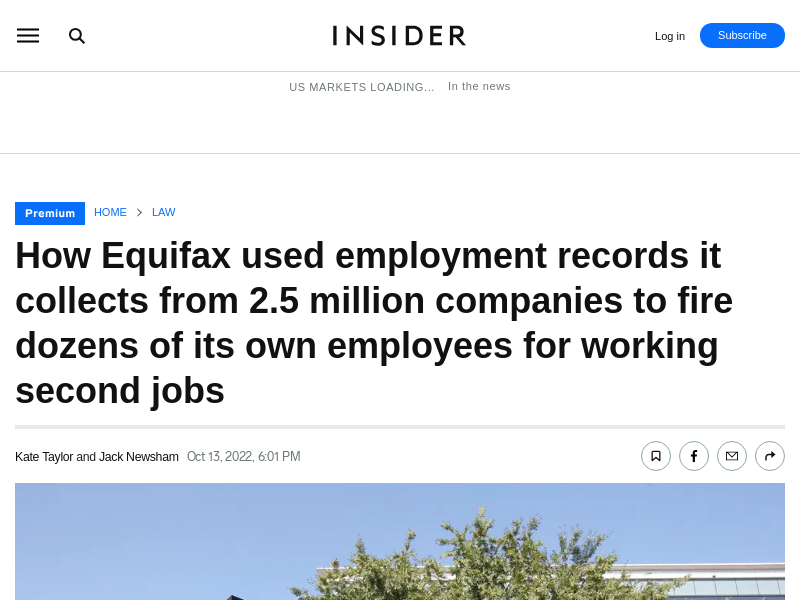 INSIDER
Log in
Subscribe
US MARKETS LOADING...
In the news
Premium
HOME > LAW
How Equifax used employment records it
collects from 2.5 million companies to fire
dozens of its own employees for working
second jobs
Kate Taylor and Jack Newsham Oct 13, 2022, 6:01 PM